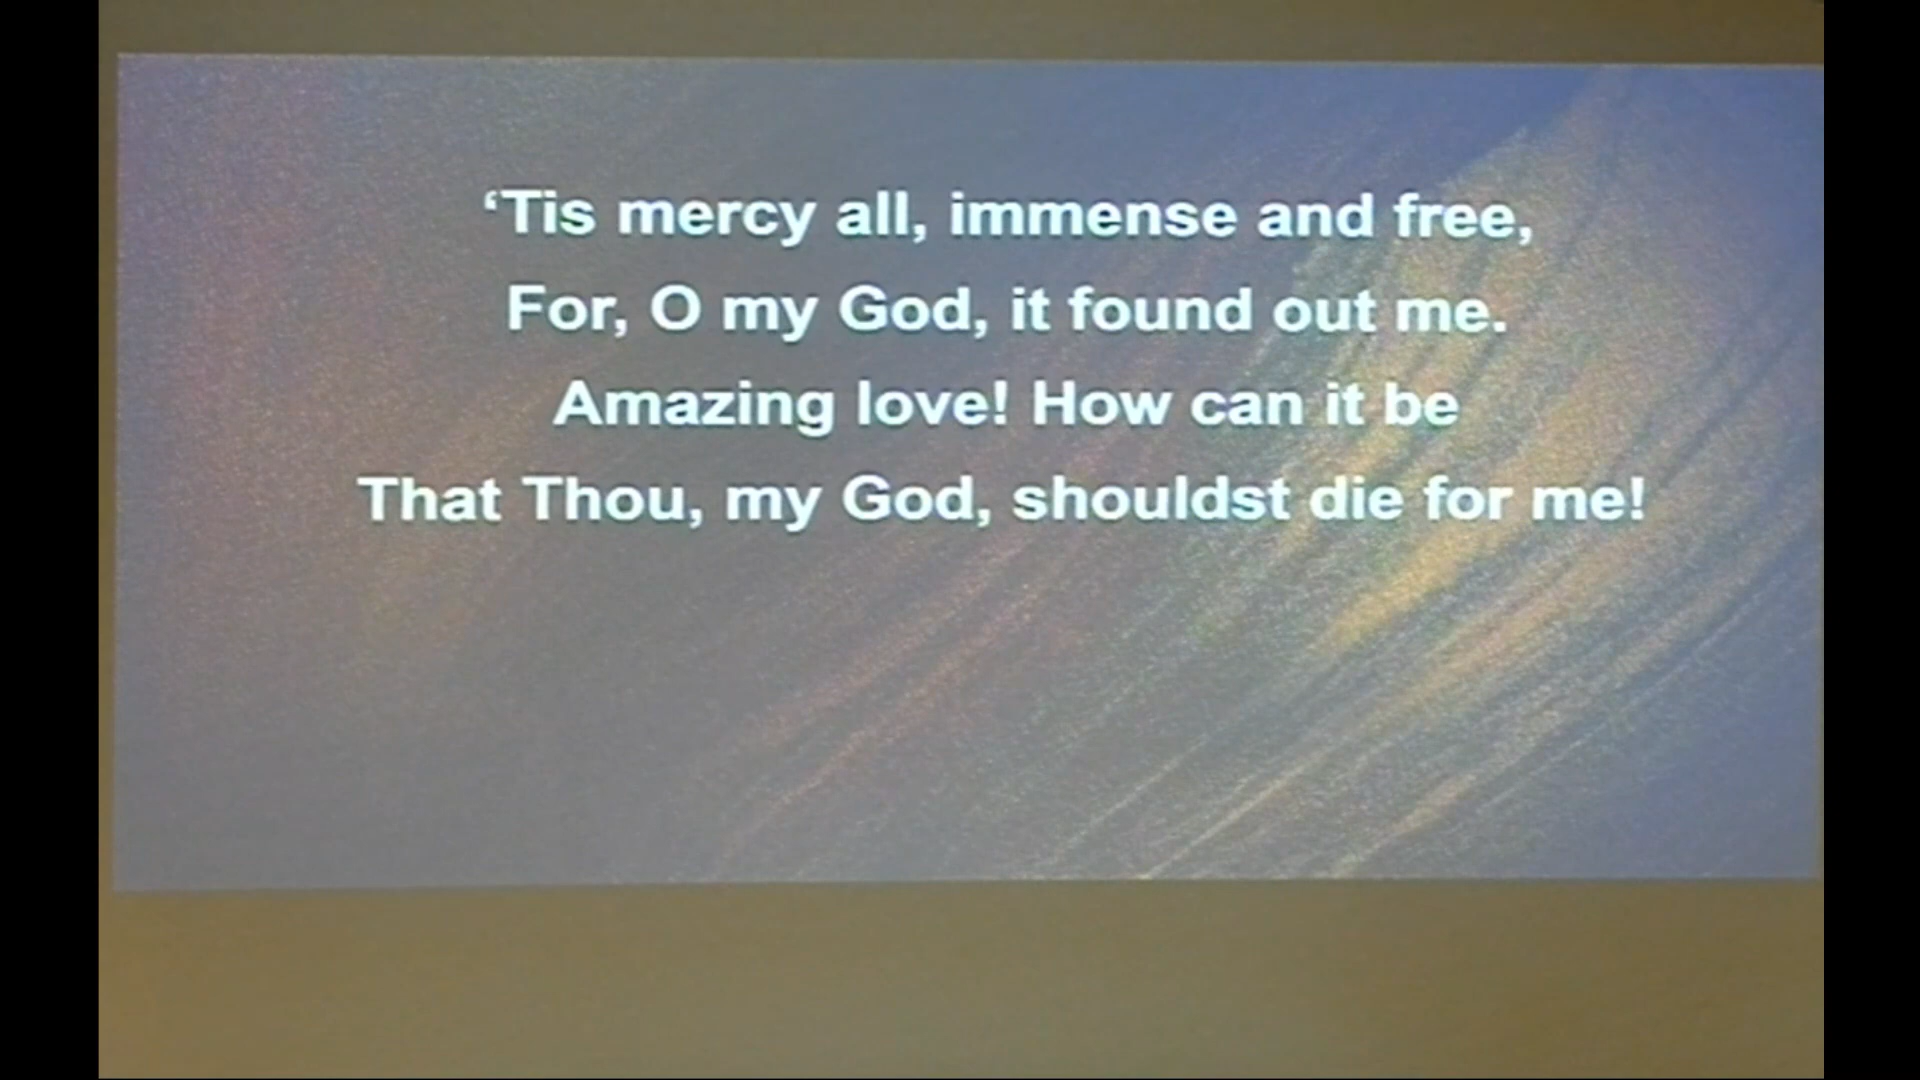 ‘Tis mercy all, immense and free,
For, O my God, it found out me.
Amazing love! How can it be
That Thou, my God, shouldst die for me!